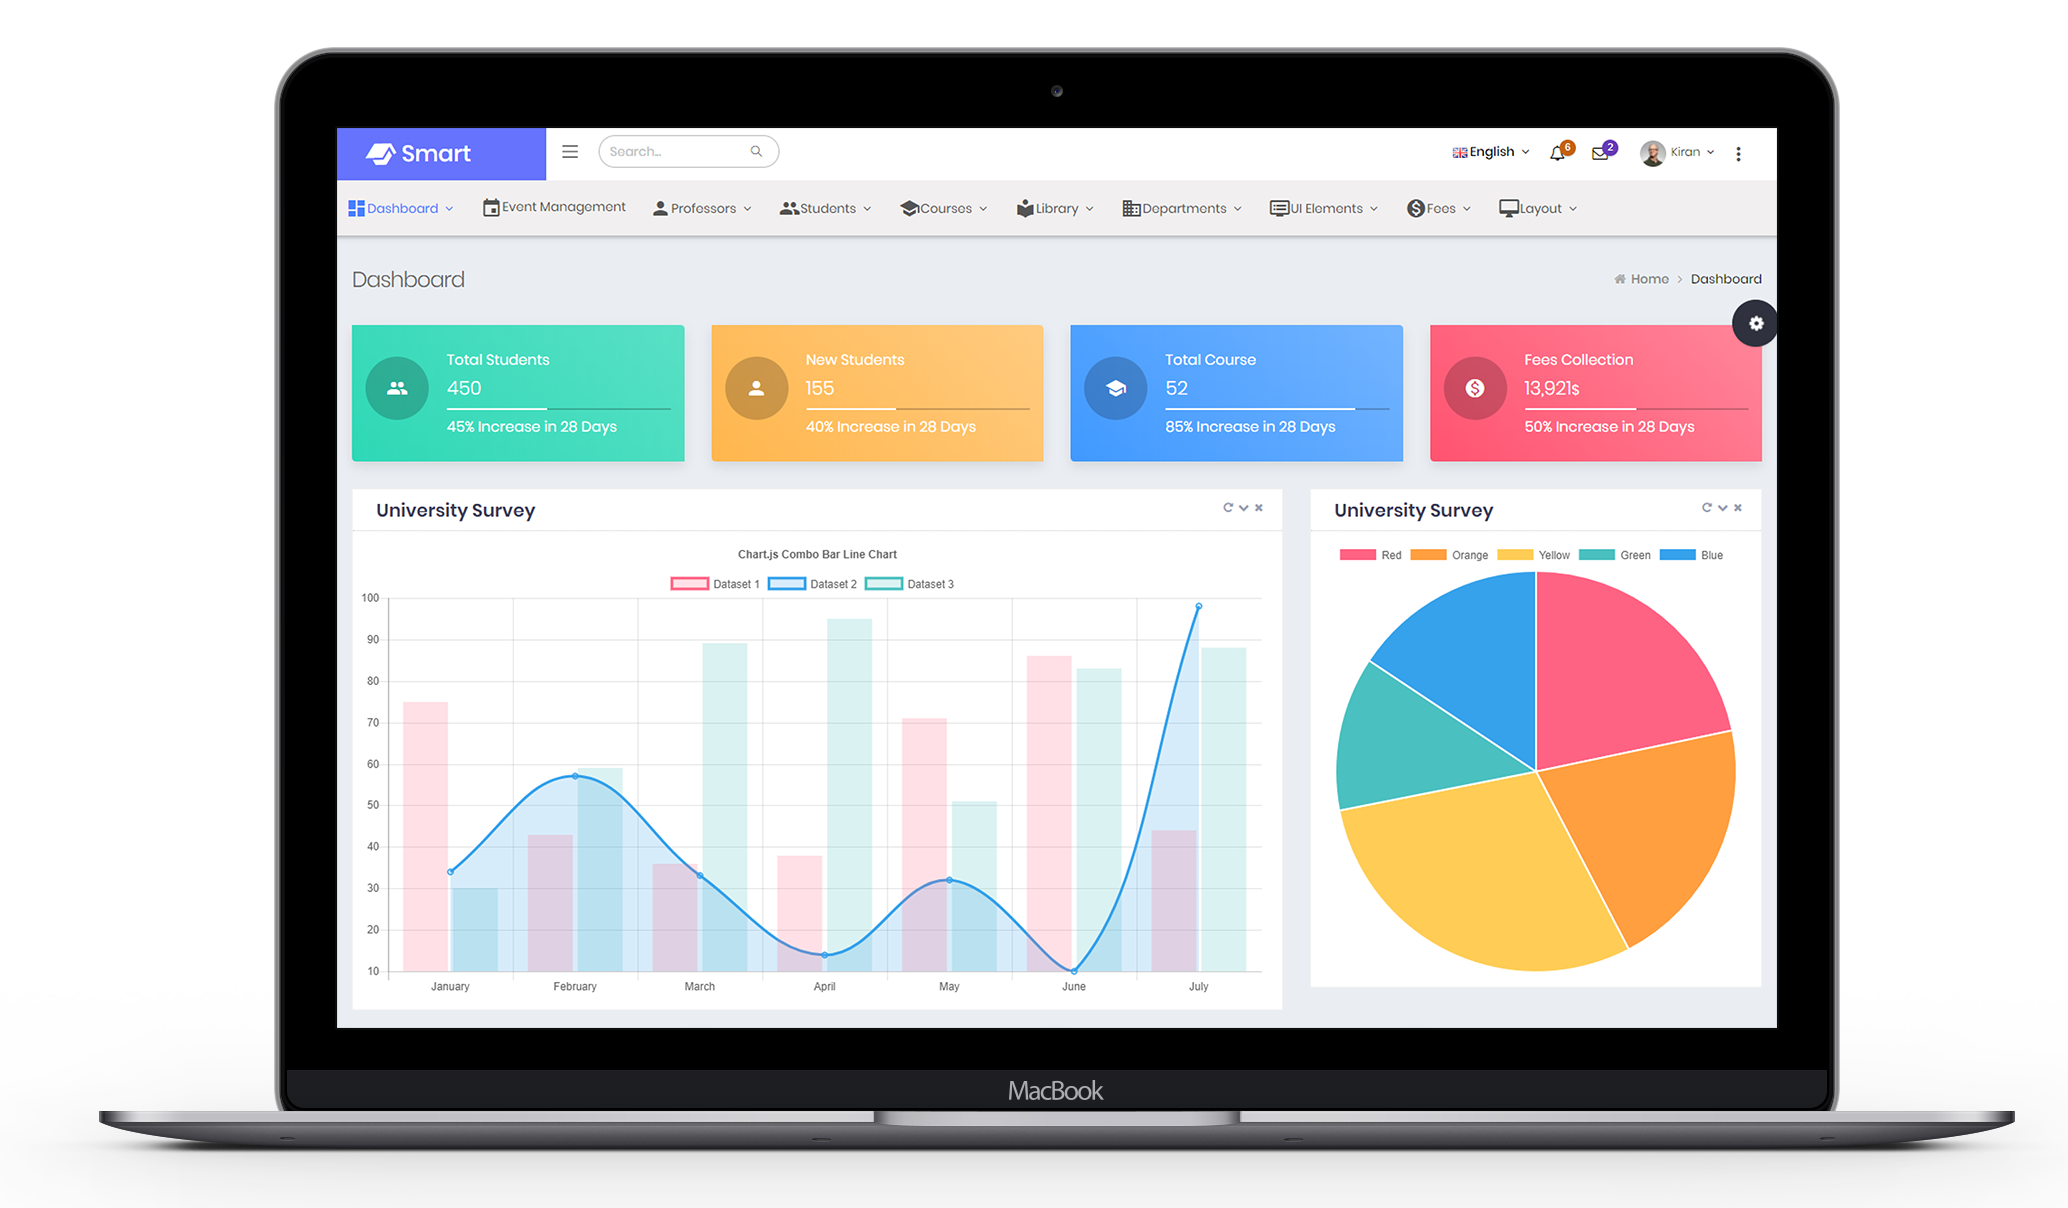 Smart
Search...
English
6
2
Kiran
Dashboard
Event Management
Professors
Students
Courses
Library
Departments
UI Elements
Fees
Layout
Dashboard
Home > Dashboard
Total Students
450
45% Increase in 28 Days
New Students
155
40% Increase in 28 Days
Total Course
52
85% Increase in 28 Days
Fees Collection
13,921$
50% Increase in 28 Days
University Survey
Chart.js Combo Bar Line Chart
Dataset 1 Dataset 2 Dataset 3
100
90
80
70
60
50
40
30
20
10
January February March April May June July
University Survey
Red Orange Yellow Green Blue
MacBook